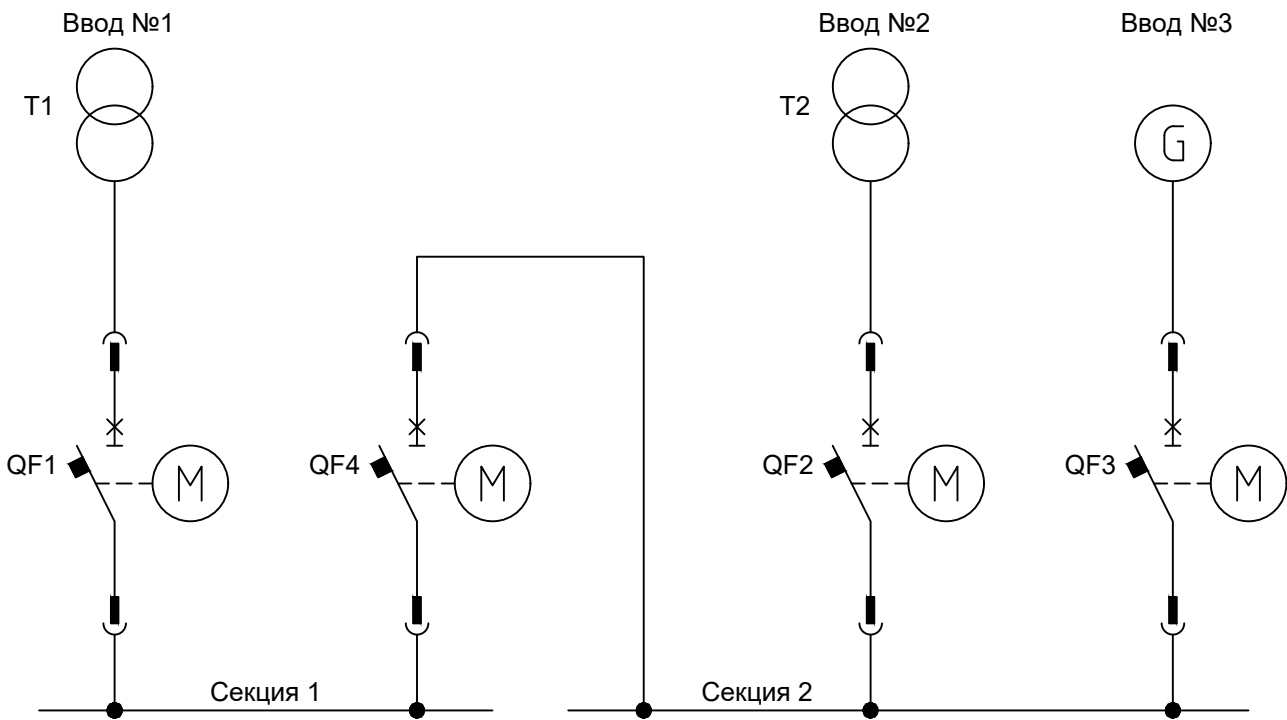 Ввод №1
Ввод №2
Ввод №3
T1
T2
G
QF1
M
QF4
M
QF2
M
QF3
M
Секция 1
Секция 2